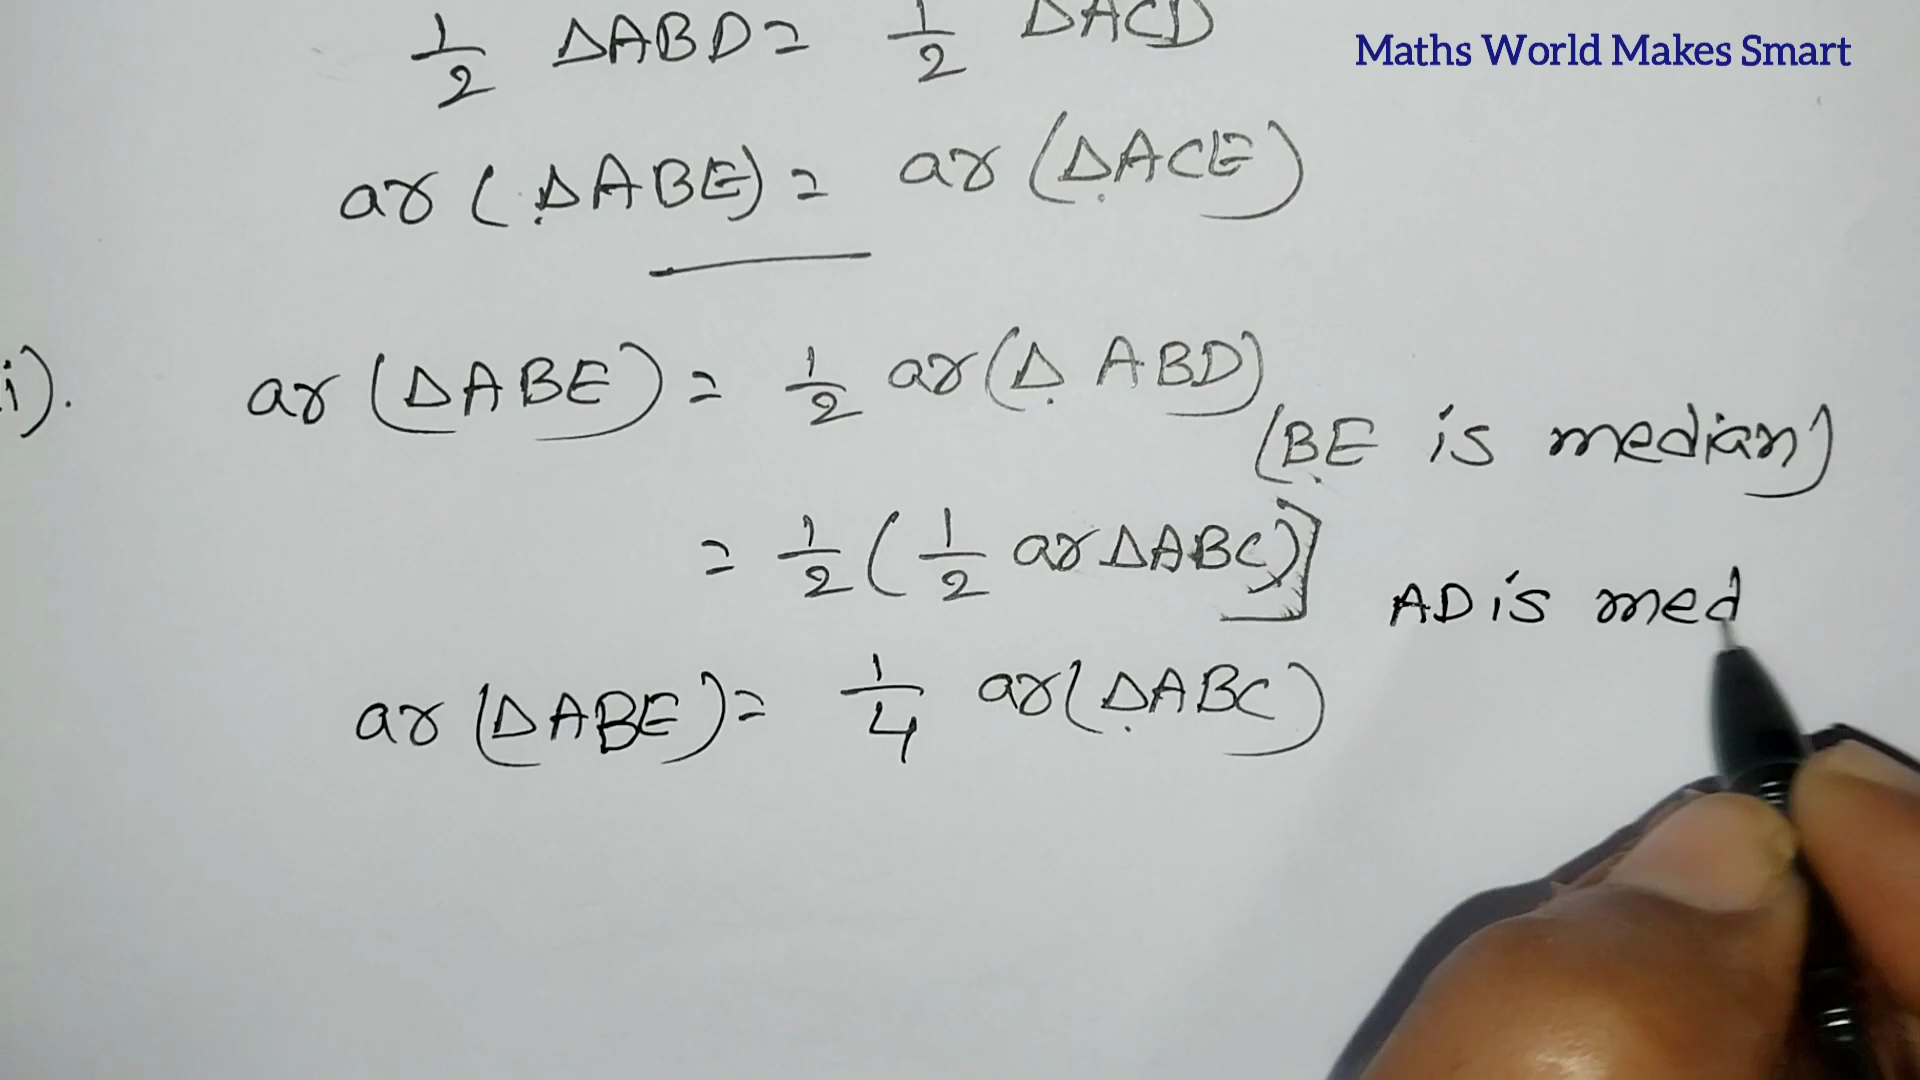 1/2 ΔABD = 1/2 ΔACD
Maths World Makes Smart
ar (ΔABE) = ar (ΔACE)
i). ar (ΔABE) = 1/2 ar (Δ ABD)
(BE is median)
= 1/2 (1/2 ar ΔABC)]
AD is med
ar (ΔABE) = 1/4 ar (ΔABC)